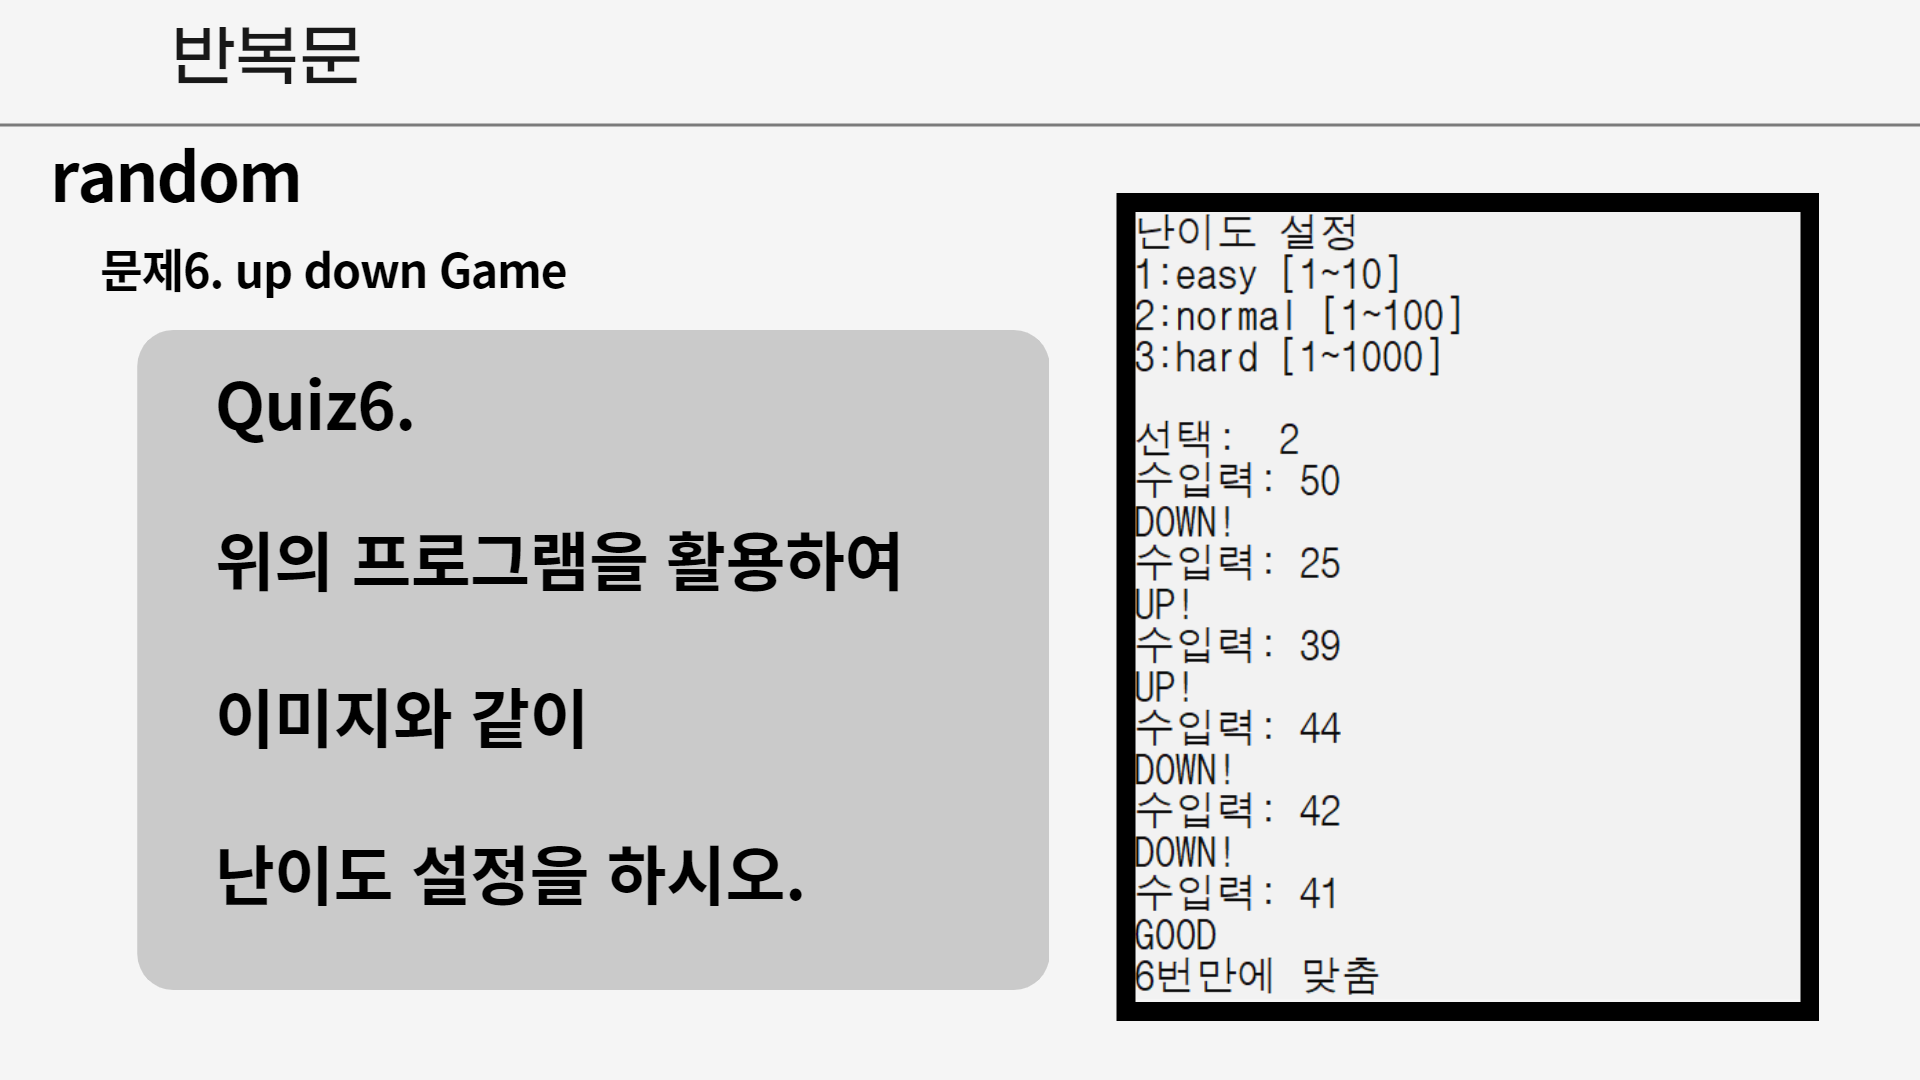 반복문
random
문제6. up down Game
Quiz6.
위의 프로그램을 활용하여
이미지와 같이
난이도 설정을 하시오.
난이도 설정
1:easy [1~10]
2:normal [1~100]
3:hard [1~1000]
선택:  2
수입력: 50
DOWN!
수입력: 25
UP!
수입력: 39
UP!
수입력: 44
DOWN!
수입력: 42
DOWN!
수입력: 41
GOOD
6번만에 맞춤